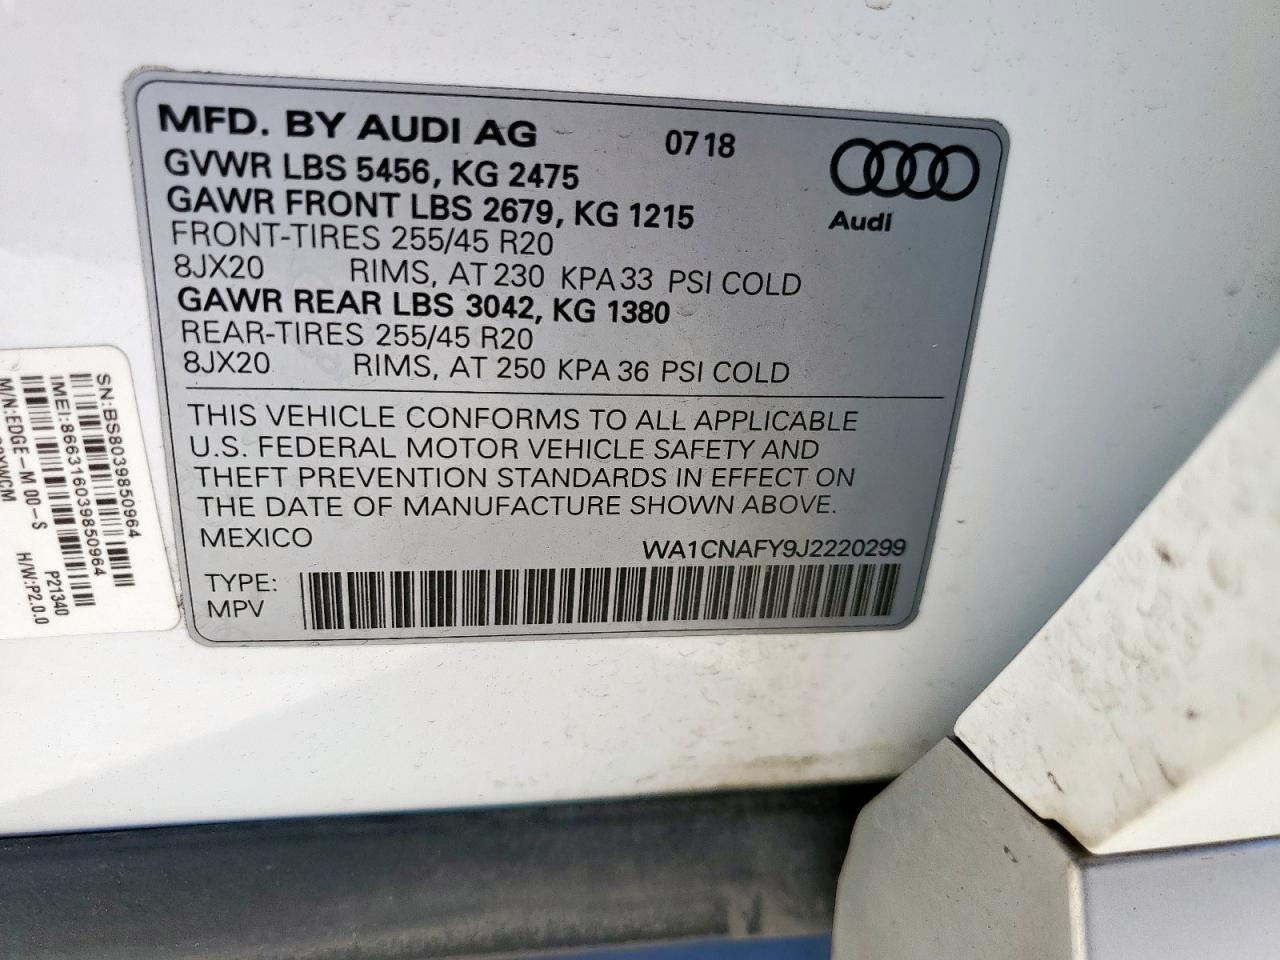 MFD. BY AUDI AG 0718
GVWR LBS 5456, KG 2475
GAWR FRONT LBS 2679, KG 1215
FRONT-TIRES 255/45 R20
8JX20 RIMS, AT 230 KPA 33 PSI COLD
GAWR REAR LBS 3042, KG 1380
REAR-TIRES 255/45 R20
8JX20 RIMS, AT 250 KPA 36 PSI COLD
Audi
THIS VEHICLE CONFORMS TO ALL APPLICABLE
U.S. FEDERAL MOTOR VEHICLE SAFETY AND
THEFT PREVENTION STANDARDS IN EFFECT ON
THE DATE OF MANUFACTURE SHOWN ABOVE.
MEXICO WA1CNAFY9J2220299
TYPE:
MPV
SN:BS8039850964
IMEI:866316039850964
M/N:EDGE-M 00-S P21340
H/W:P2.0.0